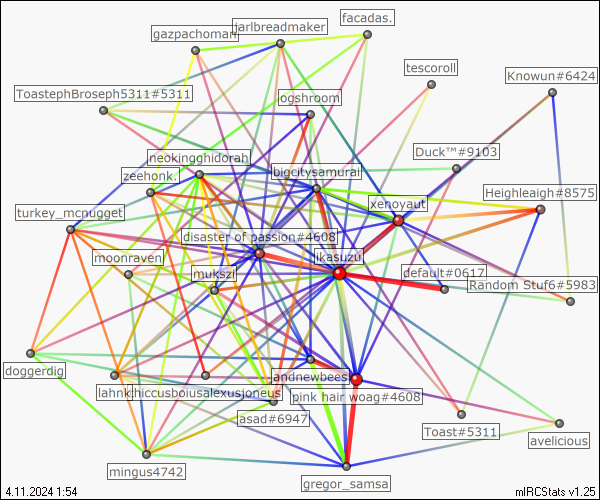 facadas.
jarlbreadmaker
gazpachoman
tescoroll
Knowun#6424
ToastephBroseph5311#5311
ogshroom
Duck™#9103
neokingghidorah
bigcitysamurai
zeehonk.
Heighleaigh#8575
xenoyaut
turkey_mcnugget
disaster of passion#4608
moonraven
ikasuzu
mukszi
default#0617
Random Stuf6#5983
doggerdig
andnewbees
lahnk
hiccusboiusalexusjoneus
pink hair woag#4608
asad#6947
Toast#5311
avelicious
mingus4742
gregor_samsa
4.11.2024 1:54
mIRCStats v1.25